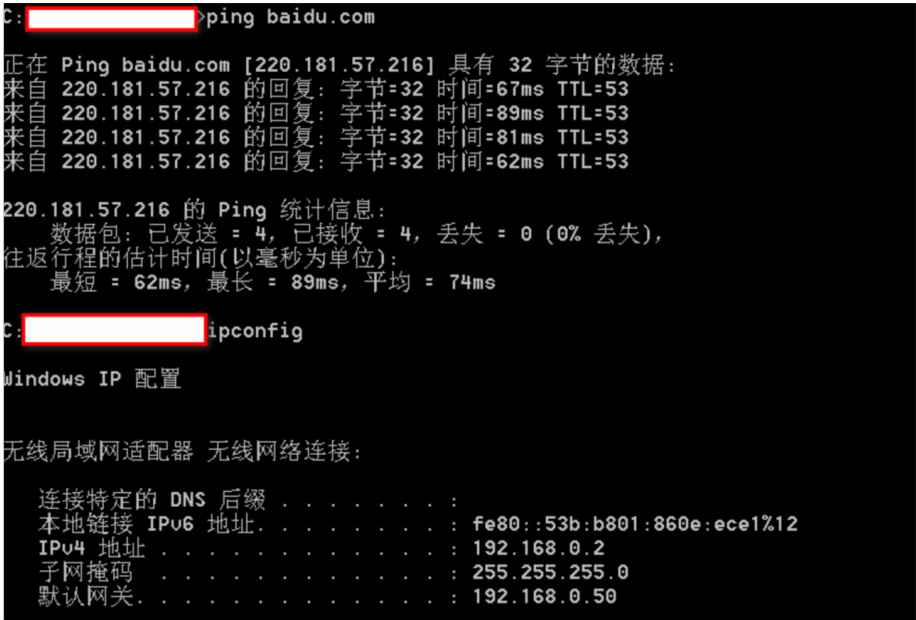 C:>ping baidu.com
正在 Ping baidu.com [220.181.57.216] 具有 32 字节的数据:
来自 220.181.57.216 的回复: 字节=32 时间=67ms TTL=53
来自 220.181.57.216 的回复: 字节=32 时间=89ms TTL=53
来自 220.181.57.216 的回复: 字节=32 时间=81ms TTL=53
来自 220.181.57.216 的回复: 字节=32 时间=62ms TTL=53
220.181.57.216 的 Ping 统计信息:
数据包: 已发送 = 4, 已接收 = 4, 丢失 = 0 (0% 丢失),
往返行程的估计时间(以毫秒为单位):
最短 = 62ms, 最长 = 89ms, 平均 = 74ms
C:ipconfig
Windows IP 配置
无线局域网适配器 无线网络连接:
连接特定的 DNS 后缀 . . . . . . . :
本地链接 IPv6 地址. . . . . . . . : fe80::53b:b801:860e:ece1%12
IPv4 地址 . . . . . . . . . . . . : 192.168.0.2
子网掩码 . . . . . . . . . . . . : 255.255.255.0
默认网关. . . . . . . . . . . . . : 192.168.0.50